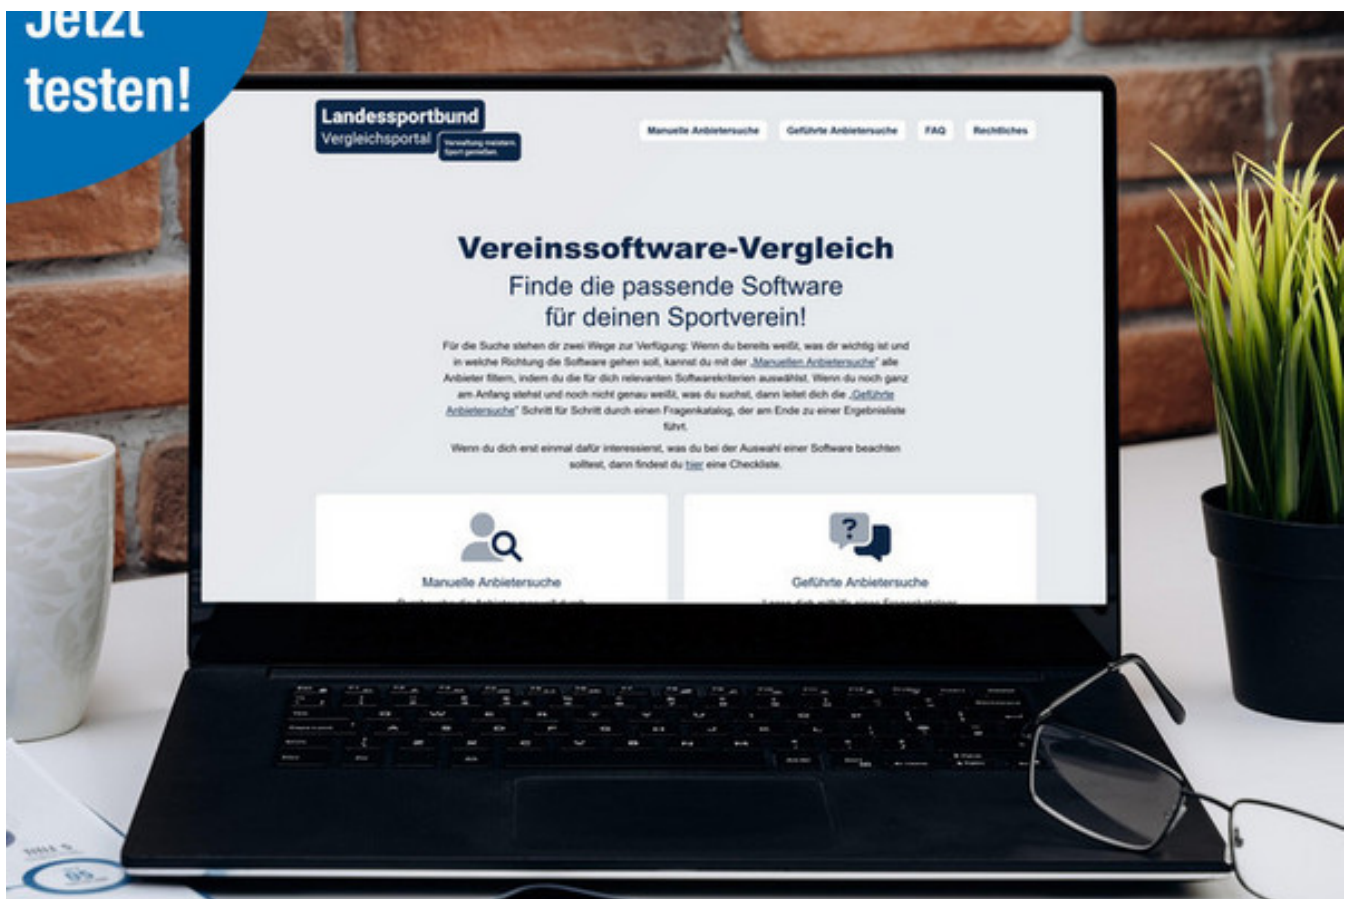 Jetzt
testen!
Landessportbund
Vergleichsportal
Verwaltung meistern.
Sport genießen.
Manuelle Anbietersuche
Geführte Anbietersuche
FAQ
Rechtliches
Vereinssoftware-Vergleich
Finde die passende Software
für deinen Sportverein!
Für die Suche stehen dir zwei Wege zur Verfügung: Wenn du bereits weißt, was dir wichtig ist und
in welche Richtung die Software gehen soll, kannst du mit der „Manuellen Anbietersuche" alle
Anbieter filtern, indem du die für dich relevanten Softwarekriterien auswählst. Wenn du noch ganz
am Anfang stehst und noch nicht genau weißt, was du suchst, dann leitet dich die „Geführte
Anbietersuche" Schritt für Schritt durch einen Fragenkatalog, der am Ende zu einer Ergebnisliste
führt.
Wenn du dich erst einmal dafür interessierst, was du bei der Auswahl einer Software beachten
solltest, dann findest du hier eine Checkliste.
Manuelle Anbietersuche
Geführte Anbietersuche
05